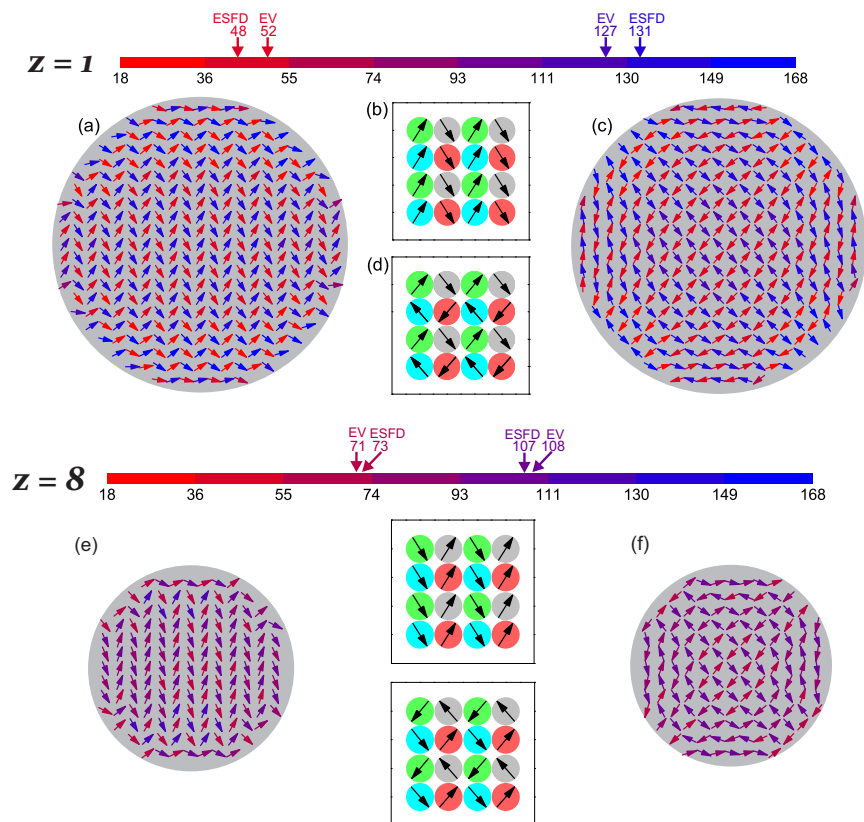 ESFD EV EV ESFD
48 52 127 131
z = 1
18 36 55 74 93 111 130 149 168
(a) (b) (c)
(d)
EV ESFD ESFD EV
71 73 107 108
z = 8
18 36 55 74 93 111 130 149 168
(e) (f)